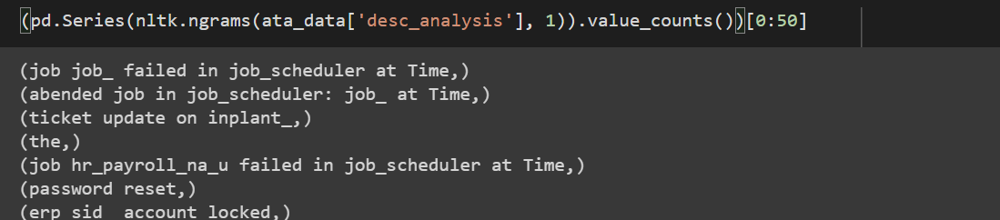 (pd.Series(nltk.ngrams(ata_data['desc_analysis'], 1)).value_counts())[0:50]
(job job_ failed in job_scheduler at Time,)
(abended job in job_scheduler: job_ at Time,)
(ticket update on inplant_,)
(the,)
(job hr_payroll_na_u failed in job_scheduler at Time,)
(password reset,)
(erp sid_ account locked,)